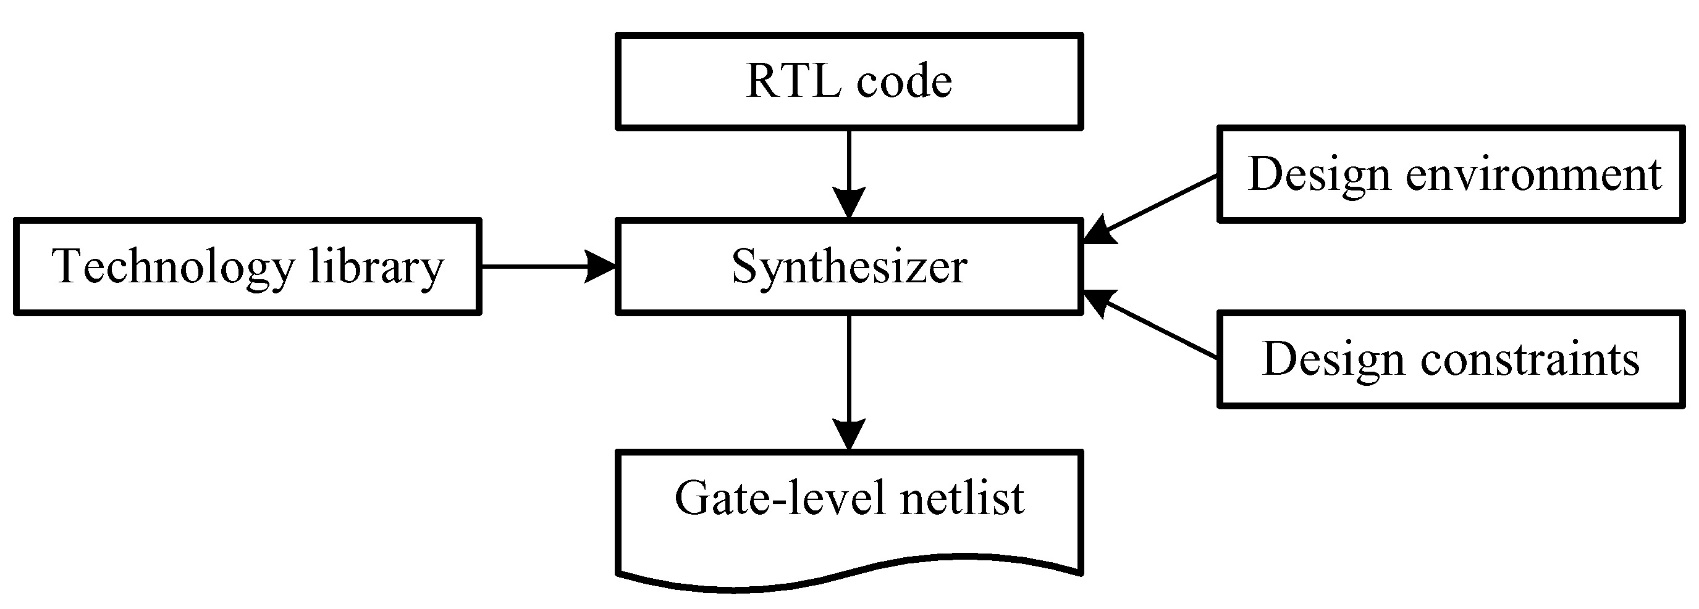 RTL code
Design environment
Technology library
Synthesizer
Design constraints
Gate-level netlist